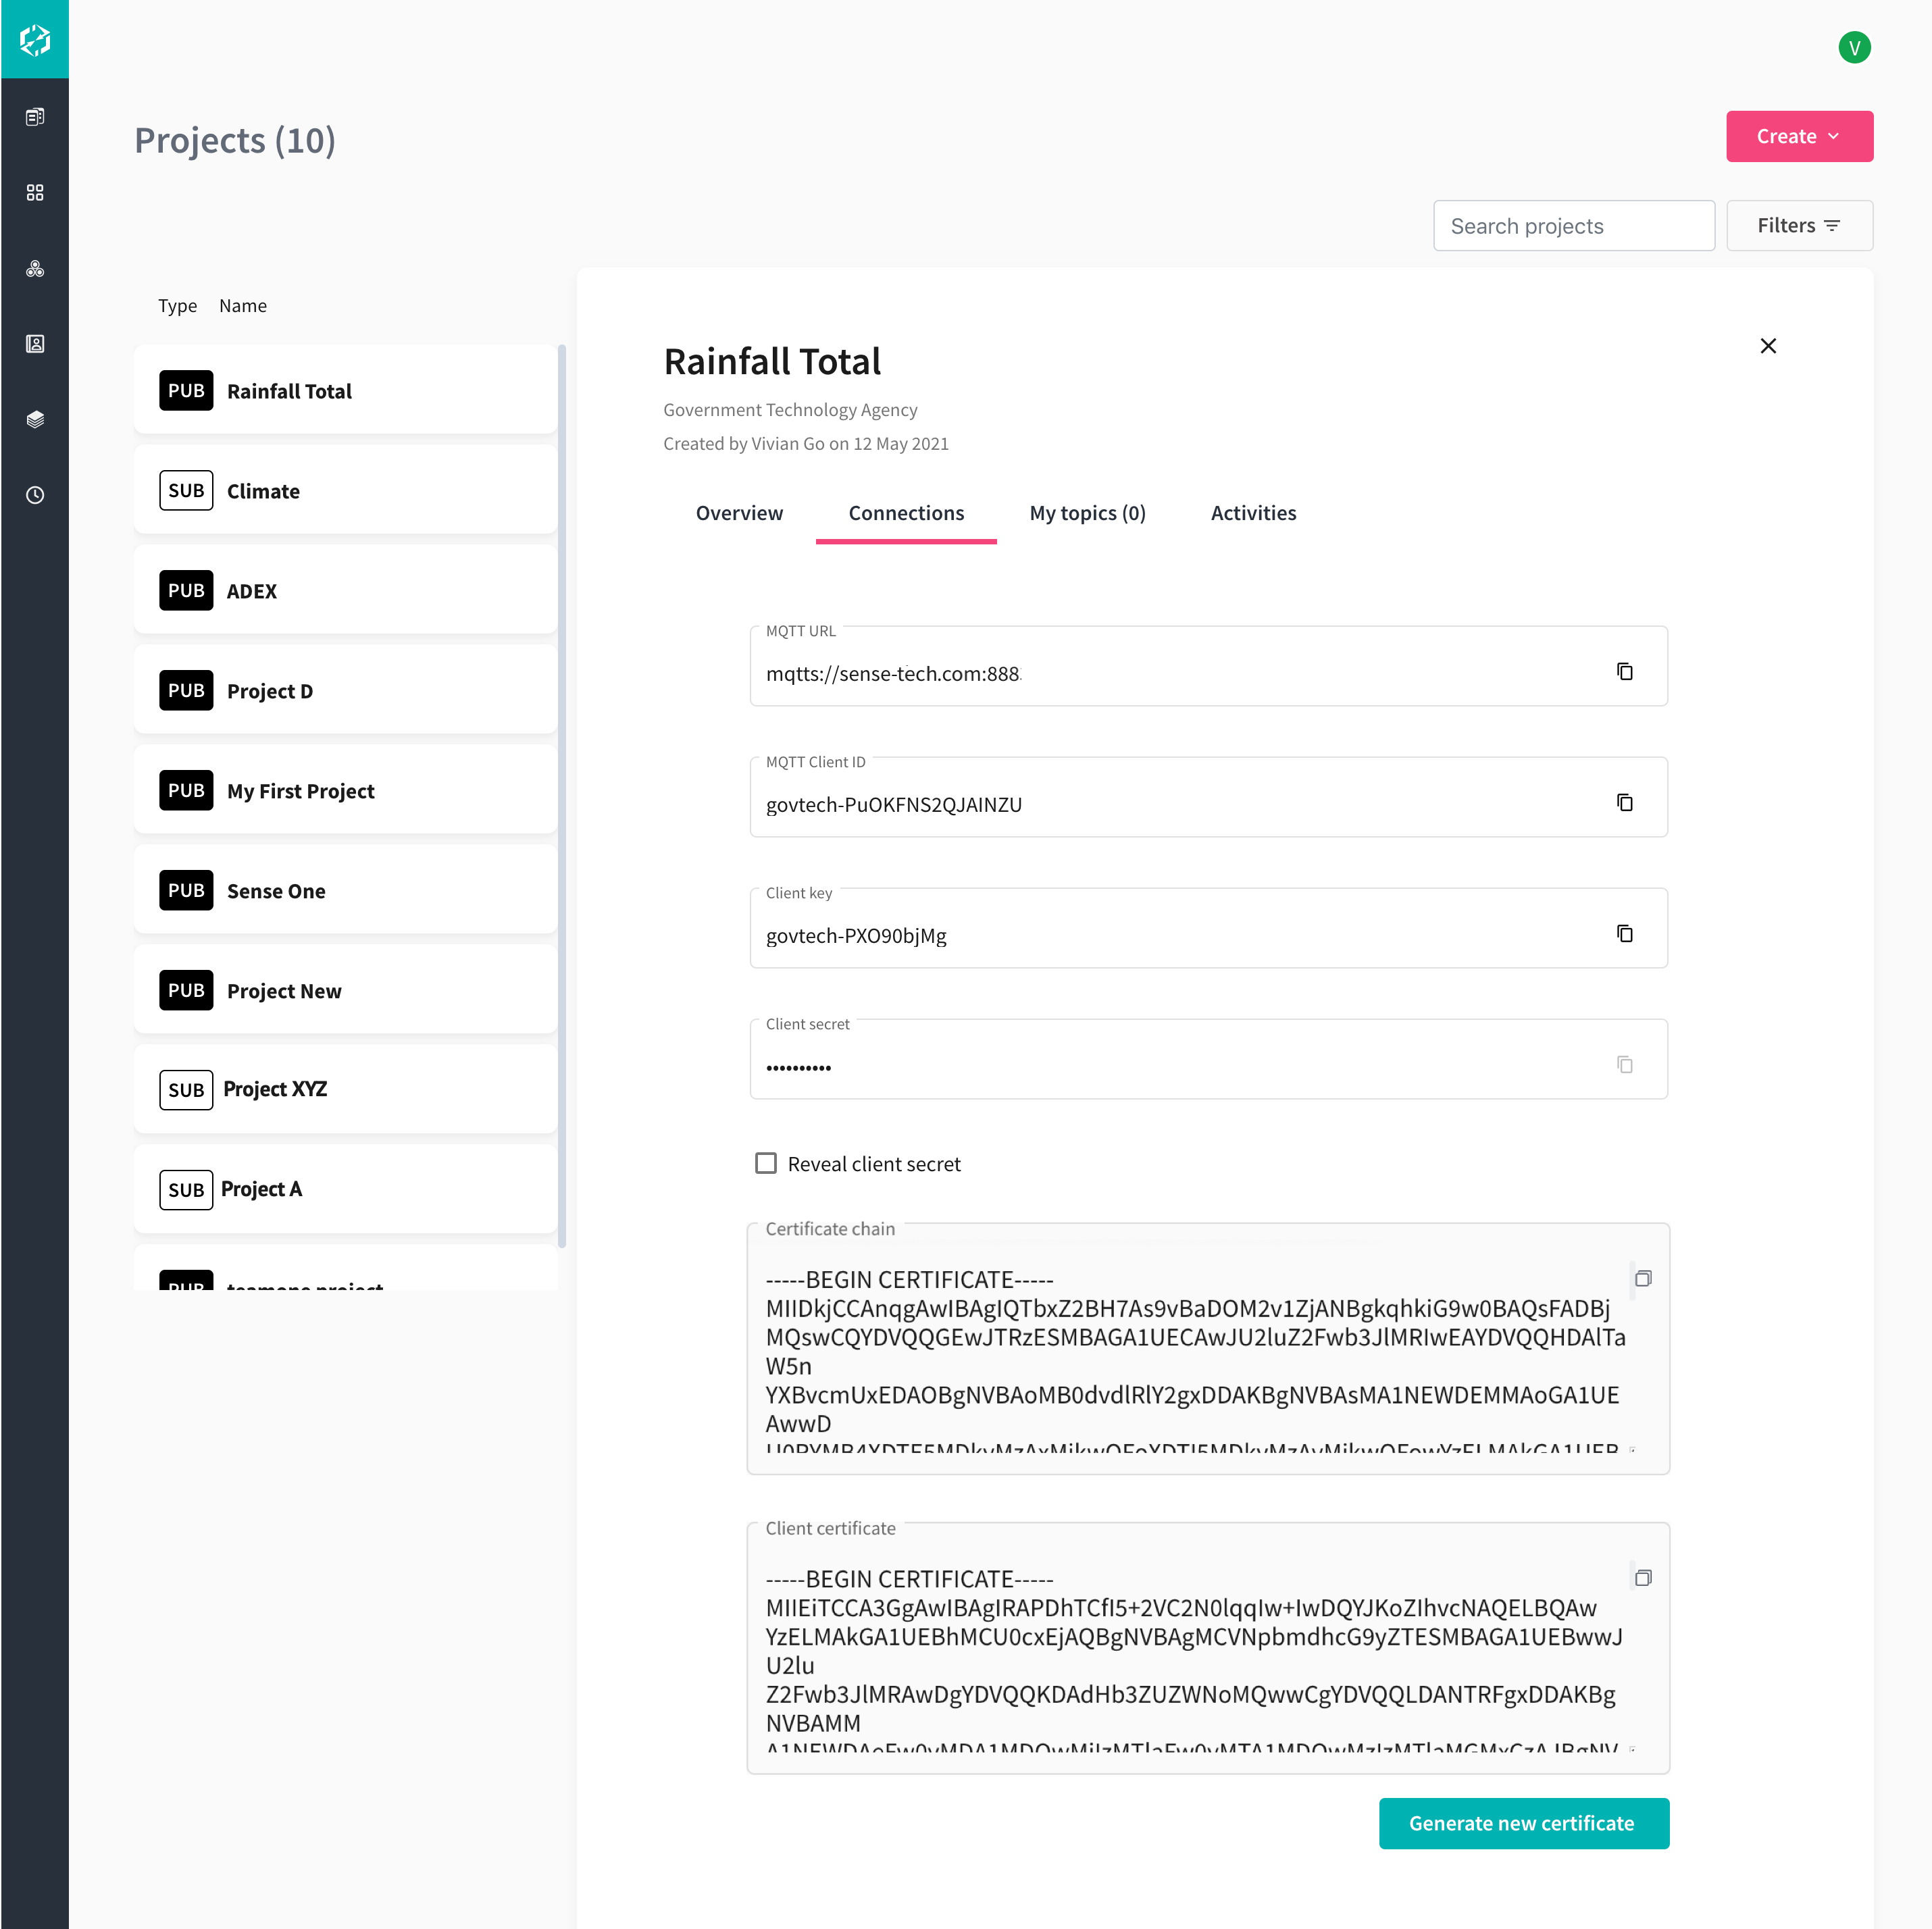 V
Projects (10)
Create
Search projects
Filters
Type Name
PUB Rainfall Total
SUB Climate
PUB ADEX
PUB Project D
PUB My First Project
PUB Sense One
PUB Project New
SUB Project XYZ
SUB Project A
PUB teamone project
Rainfall Total
Government Technology Agency
Created by Vivian Go on 12 May 2021
Overview Connections My topics (0) Activities
MQTT URL
mqtts://sense-tech.com:888
MQTT Client ID
govtech-PuOKFNS2QJAINZU
Client key
govtech-PXO90bjMg
Client secret
••••••••••
Reveal client secret
Certificate chain
-----BEGIN CERTIFICATE-----
MIIDkjCCAnqgAwIBAgIQTbxZ2BH7As9vBaDOM2v1ZjANBgkqhkiG9w0BAQsFADBj
MQswCQYDVQQGEwJTRzESMBAGA1UECAwJU2luZ2Fwb3JlMRIwEAYDVQQHDAlTa
W5n
YXBvcmUxEDAOBgNVBAoMB0dvdlRlY2gxDDAKBgNVBAsMA1NEWDEMMAoGA1UE
AwwD
Client certificate
-----BEGIN CERTIFICATE-----
MIIEiTCCA3GgAwIBAgIRAPDhTCfI5+2VC2N0lqqIw+IwDQYJKoZIhvcNAQELBQAw
YzELMAkGA1UEBhMCU0cxEjAQBgNVBAgMCVNpbmdhcG9yZTESMBAGA1UEBwwJ
U2lu
Z2Fwb3JlMRAwDgYDVQQKDAdHb3ZUZWNoMQwwCgYDVQQLDANTRFgxDDAKBg
NVBAMM
Generate new certificate